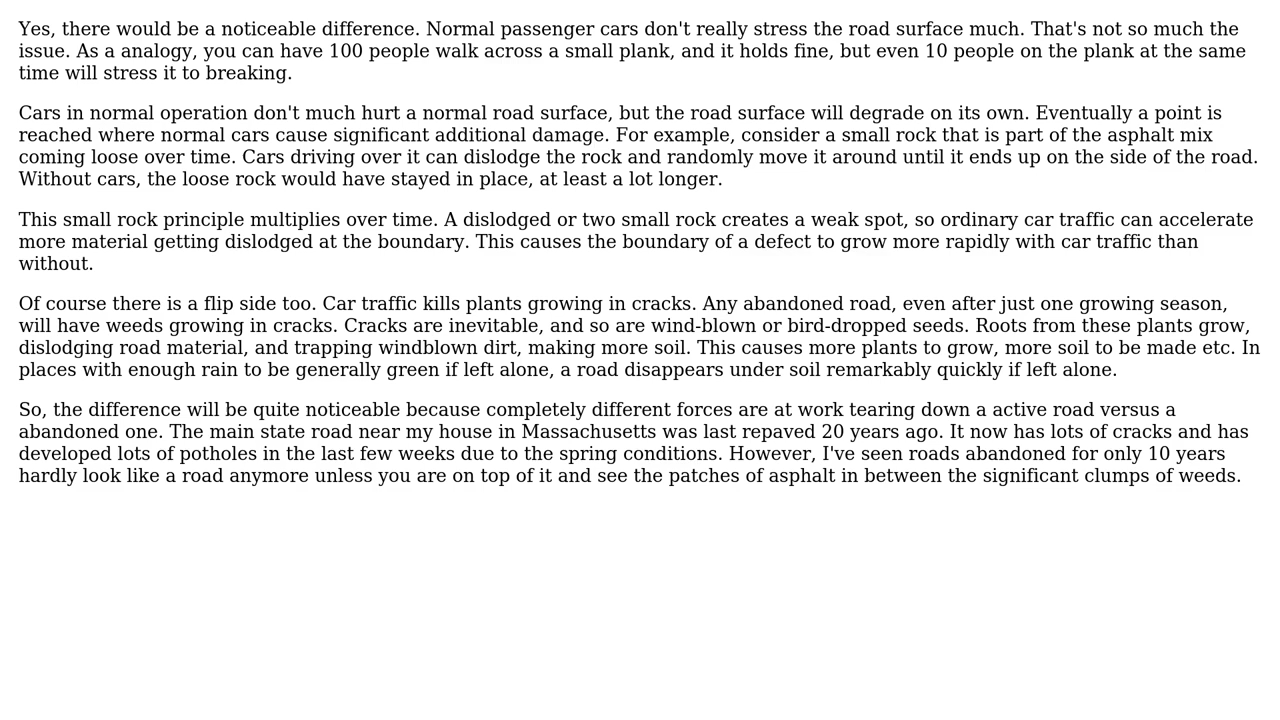 Yes, there would be a noticeable difference. Normal passenger cars don't really stress the road surface much. That's not so much the
issue. As a analogy, you can have 100 people walk across a small plank, and it holds fine, but even 10 people on the plank at the same
time will stress it to breaking.
Cars in normal operation don't much hurt a normal road surface, but the road surface will degrade on its own. Eventually a point is
reached where normal cars cause significant additional damage. For example, consider a small rock that is part of the asphalt mix
coming loose over time. Cars driving over it can dislodge the rock and randomly move it around until it ends up on the side of the road.
Without cars, the loose rock would have stayed in place, at least a lot longer.
This small rock principle multiplies over time. A dislodged or two small rock creates a weak spot, so ordinary car traffic can accelerate
more material getting dislodged at the boundary. This causes the boundary of a defect to grow more rapidly with car traffic than
without.
Of course there is a flip side too. Car traffic kills plants growing in cracks. Any abandoned road, even after just one growing season,
will have weeds growing in cracks. Cracks are inevitable, and so are wind-blown or bird-dropped seeds. Roots from these plants grow,
dislodging road material, and trapping windblown dirt, making more soil. This causes more plants to grow, more soil to be made etc. In
places with enough rain to be generally green if left alone, a road disappears under soil remarkably quickly if left alone.
So, the difference will be quite noticeable because completely different forces are at work tearing down a active road versus a
abandoned one. The main state road near my house in Massachusetts was last repaved 20 years ago. It now has lots of cracks and has
developed lots of potholes in the last few weeks due to the spring conditions. However, I've seen roads abandoned for only 10 years
hardly look like a road anymore unless you are on top of it and see the patches of asphalt in between the significant clumps of weeds.